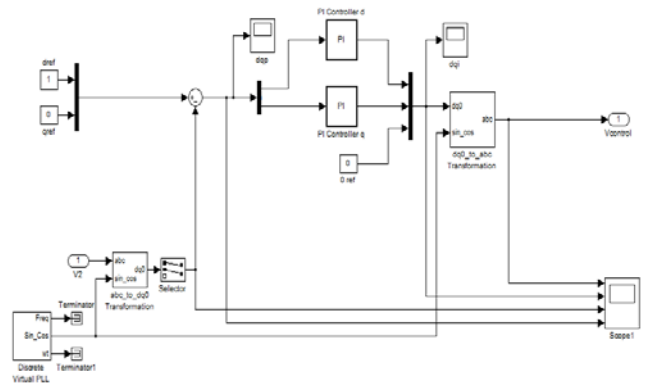 PI Controller d
PI
dqp
dqi
dref
1
0
qref
PI
PI Controller q
0
0 ref
dq0
sin_cos
abc
dq0_to_abc
Transformation
1
Vcontrol
1
V2
abc
sin_cos
dq0
abc_to_dq0
Transformation
Selector
Terminator
Freq
Sin_Cos
wt
Discrete
Virtual PLL
Terminator1
Scope1